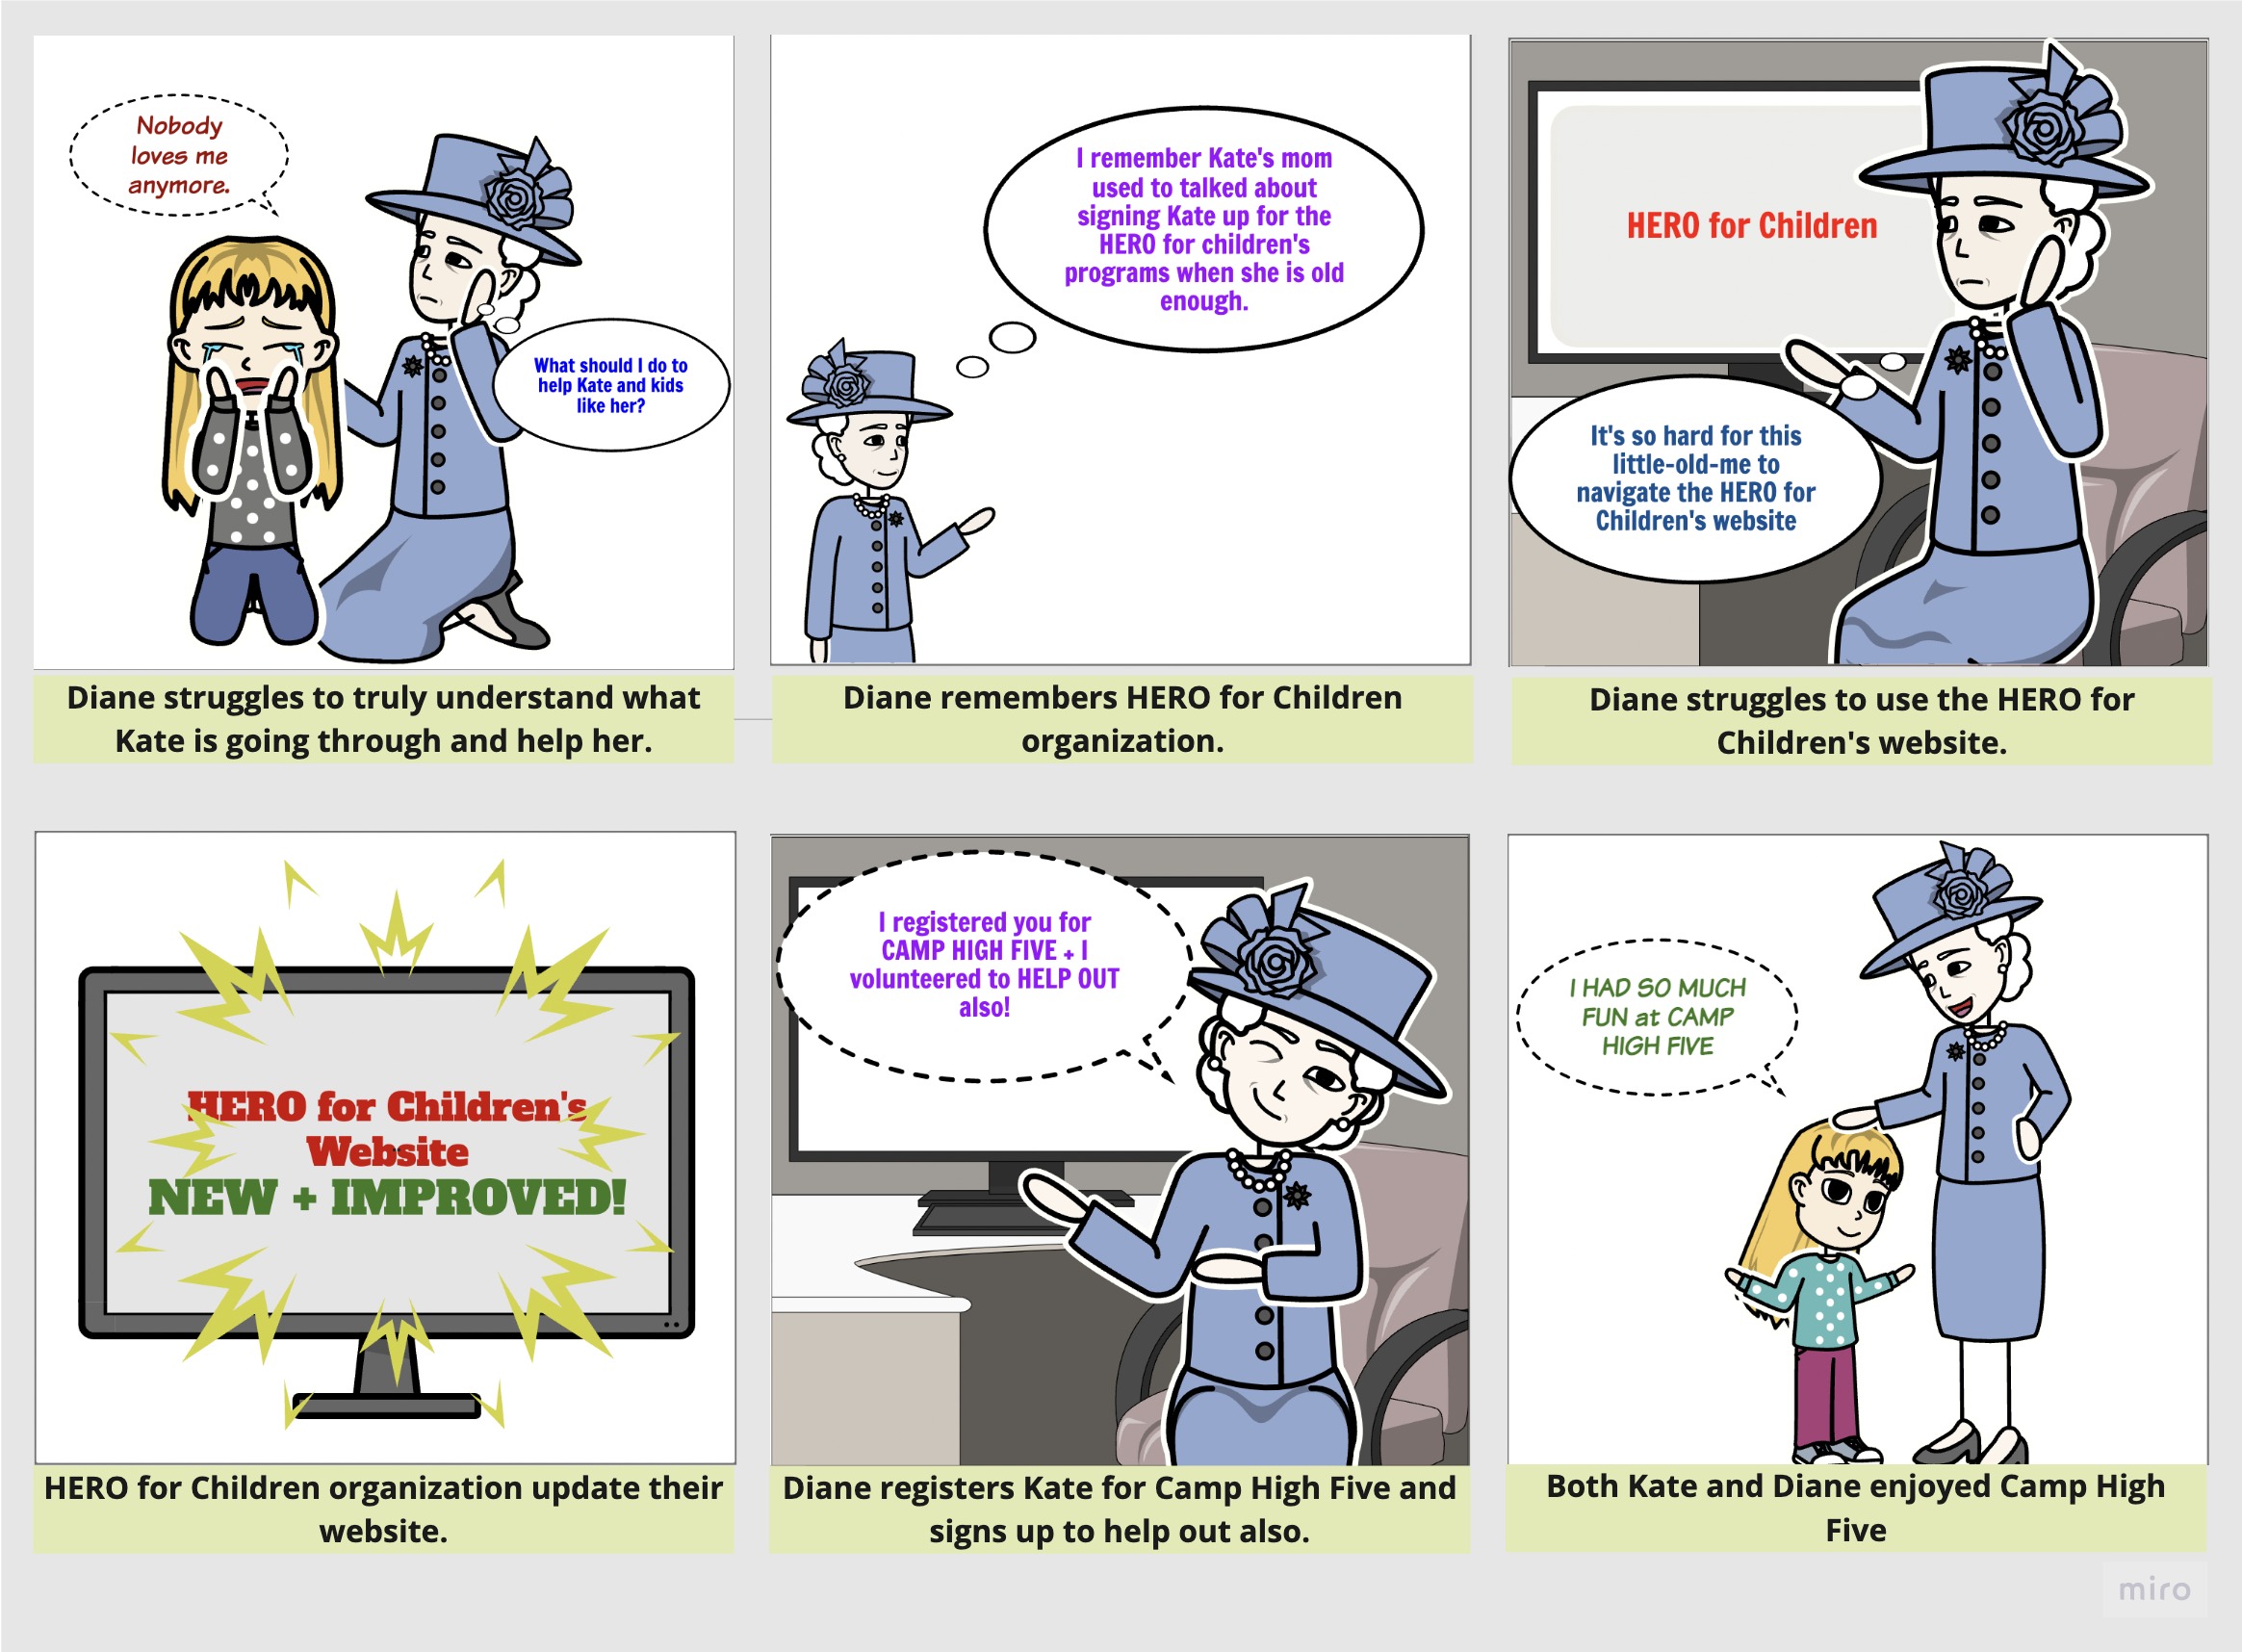 Nobody
loves me
anymore.
What should I do to
help Kate and kids
like her?
Diane struggles to truly understand what
Kate is going through and help her.
I remember Kate's mom
used to talked about
signing Kate up for the
HERO for children's
programs when she is old
enough.
Diane remembers HERO for Children
organization.
HERO for Children
It's so hard for this
little-old-me to
navigate the HERO for
Children's website
Diane struggles to use the HERO for
Children's website.
HERO for Children's
Website
NEW + IMPROVED!
HERO for Children organization update their
website.
I registered you for
CAMP HIGH FIVE + I
volunteered to HELP OUT
also!
Diane registers Kate for Camp High Five and
signs up to help out also.
I HAD SO MUCH
FUN at CAMP
HIGH FIVE
Both Kate and Diane enjoyed Camp High
Five
miro